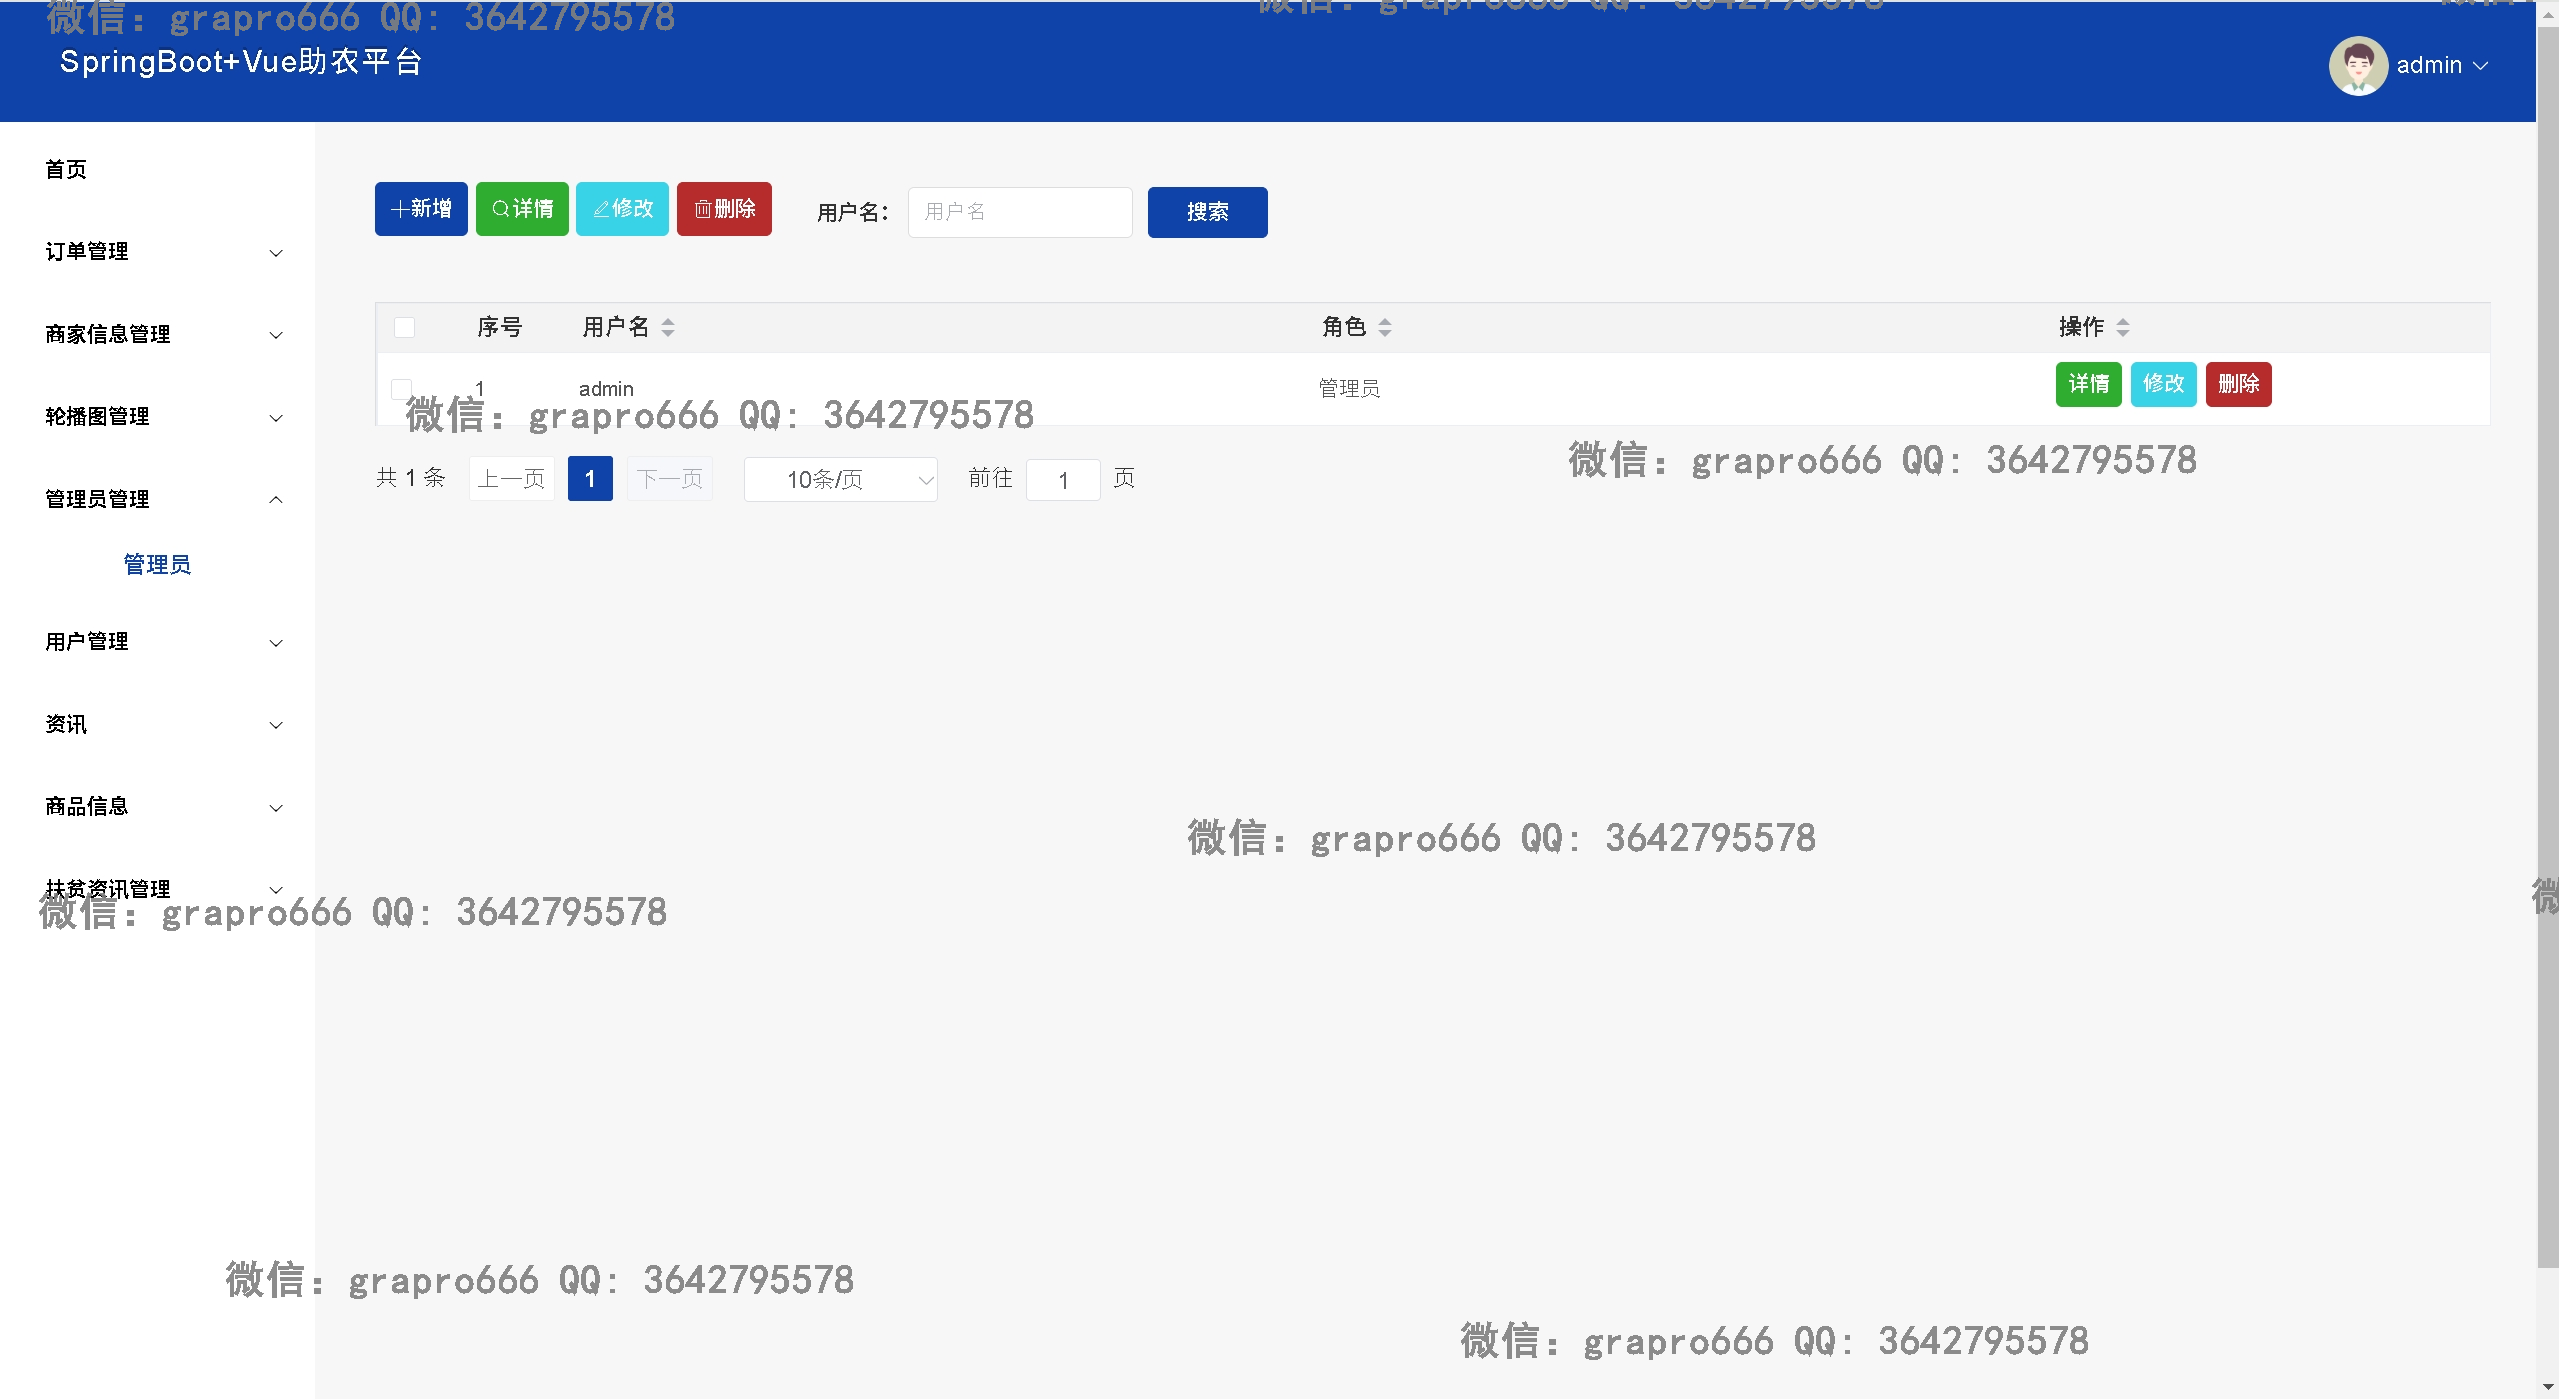 微信: grapro666 QQ: 3642795578
微信: grapro666 QQ: 3642795578
SpringBoot+Vue助农平台
admin
首页
新增 详情 修改 删除 用户名: 用户名 搜索
订单管理
序号 用户名 角色 操作
商家信息管理
1 admin 管理员 详情 修改 删除
轮播图管理
微信: grapro666 QQ: 3642795578
微信: grapro666 QQ: 3642795578
共 1 条 上一页 1 下一页 10条/页 前往 1 页
管理员管理
管理员
用户管理
资讯
商品信息
微信: grapro666 QQ: 3642795578
扶贫资讯管理
微
微信: grapro666 QQ: 3642795578
微信: grapro666 QQ: 3642795578
微信: grapro666 QQ: 3642795578